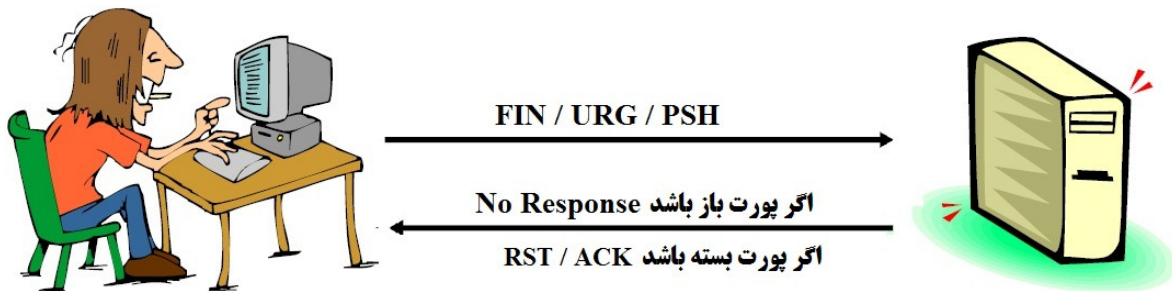 FIN / URG / PSH
اگر پورت باز باشد No Response
اگر پورت بسته باشد RST / ACK